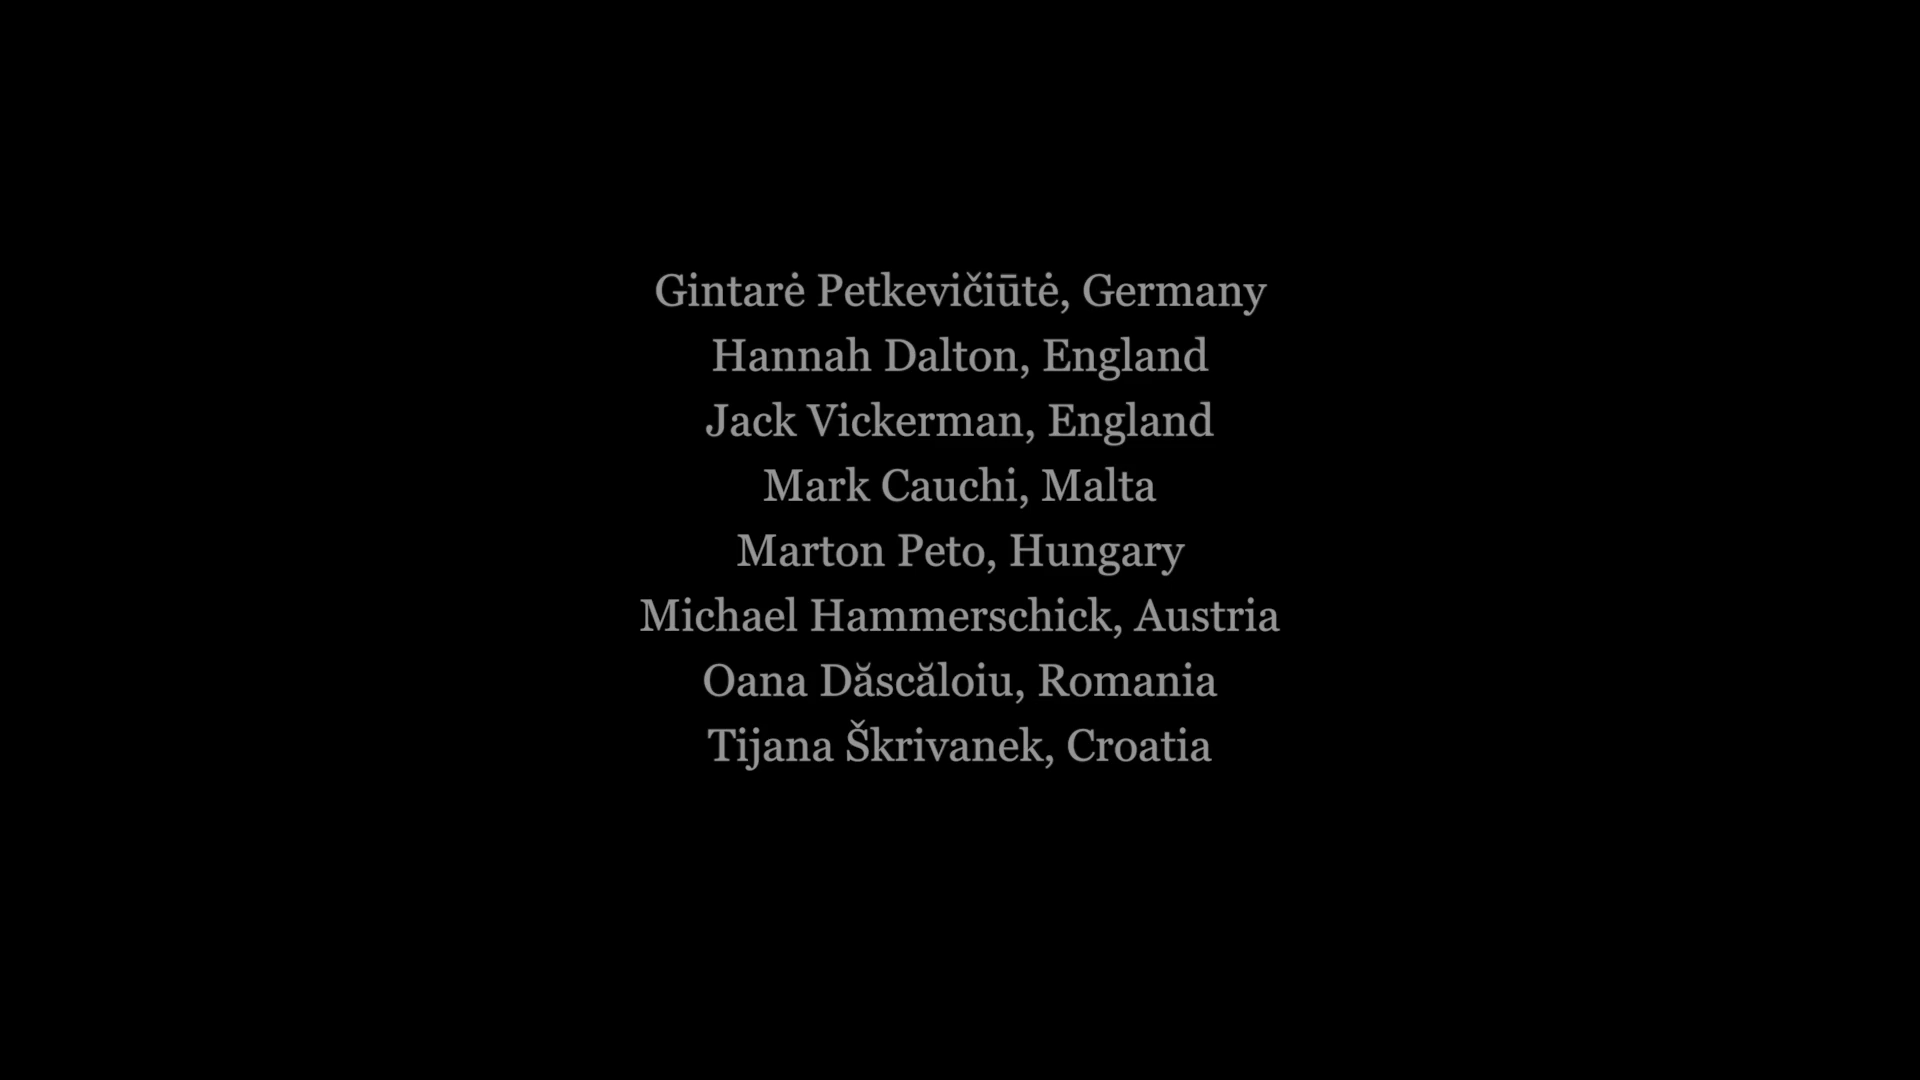 Gintarė Petkevičiūtė, Germany
Hannah Dalton, England
Jack Vickerman, England
Mark Cauchi, Malta
Marton Peto, Hungary
Michael Hammerschick, Austria
Oana Dăscăloiu, Romania
Tijana Škrivanek, Croatia